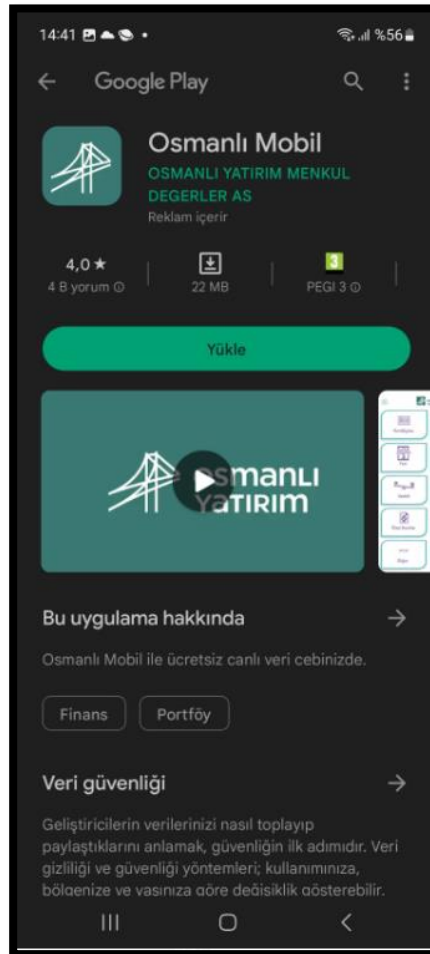 14:41 %56
Google Play
Osmanlı Mobil
OSMANLI YATIRIM MENKUL
DEGERLER AS
Reklam içerir
4,0 ★
4 B yorum
22 MB
3
PEGI 3
Yükle
osmanlı
yatırım
Bu uygulama hakkında
Osmanlı Mobil ile ücretsiz canlı veri cebinizde.
Finans
Portföy
Veri güvenliği
Geliştiricilerin verilerinizi nasıl toplayıp
paylaştıklarını anlamak, güvenliğin ilk adımıdır. Veri
gizliliği ve güvenliği yöntemleri; kullanımınıza,
bölgenize ve yaşınıza göre değişiklik gösterebilir.